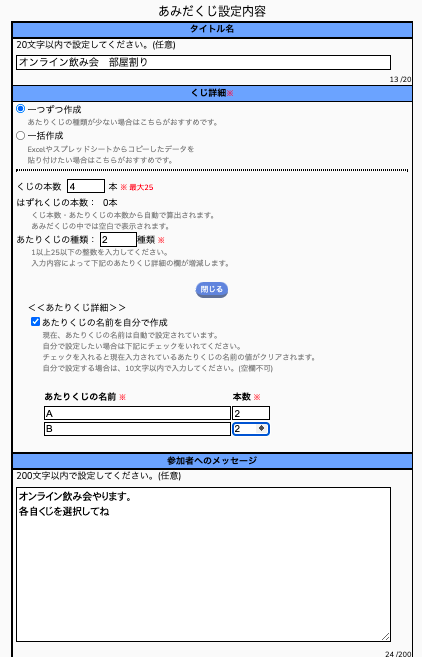 あみだくじ設定内容
タイトル名
20文字以内で設定してください。(任意)
オンライン飲み会　部屋割り
13 /20
くじ詳細※
一つずつ作成
あたりくじの種類が少ない場合はこちらがおすすめです。
一括作成
Excelやスプレッドシートからコピーしたデータを
貼り付けたい場合はこちらがおすすめです。
くじの本数 4 本 ※ 最大25
はずれくじの本数： 0本
くじ本数・あたりくじの本数から自動で算出されます。
あみだくじの中では空白で表示されます。
あたりくじの種類： 2 種類 ※
1以上25以下の整数を入力してください。
入力内容によって下記のあたりくじ詳細の欄が増減します。
閉じる
＜＜あたりくじ詳細＞＞
あたりくじの名前を自分で作成
現在、あたりくじの名前は自動で設定されています。
自分で設定したい場合は下記にチェックをいれてください。
チェックを入れると現在入力されているあたりくじの名前の値がクリアされます。
自分で設定する場合は、10文字以内で入力してください。(空欄不可)
あたりくじの名前 ※ 本数 ※
A 2
B 2
参加者へのメッセージ
200文字以内で設定してください。(任意)
オンライン飲み会やります。
各自くじを選択してね
24 /200